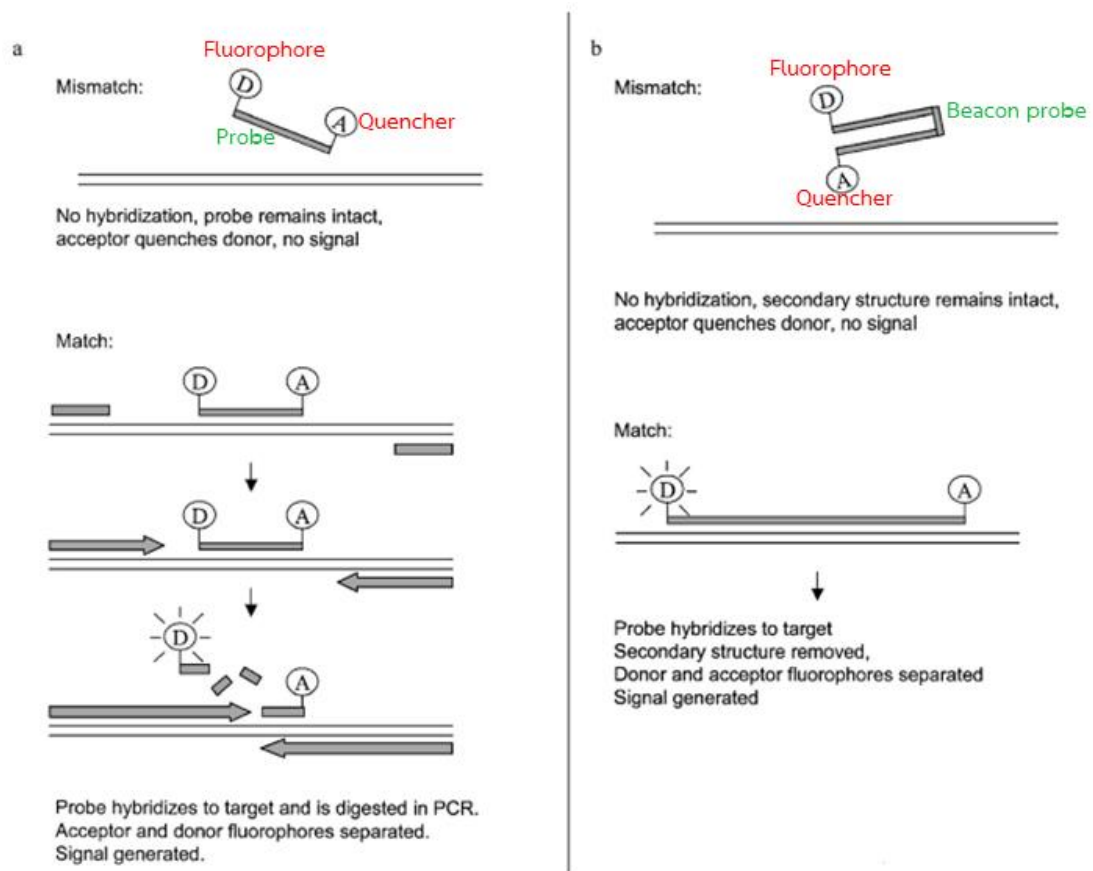 a
Fluorophore
Mismatch:
D
A
Quencher
Probe
No hybridization, probe remains intact,
acceptor quenches donor, no signal
Match:
D
A
D
A
D
A
Probe hybridizes to target and is digested in PCR.
Acceptor and donor fluorophores separated.
Signal generated.
b
Fluorophore
Mismatch:
D
Beacon probe
A
Quencher
No hybridization, secondary structure remains intact,
acceptor quenches donor, no signal
Match:
D
A
Probe hybridizes to target
Secondary structure removed,
Donor and acceptor fluorophores separated
Signal generated